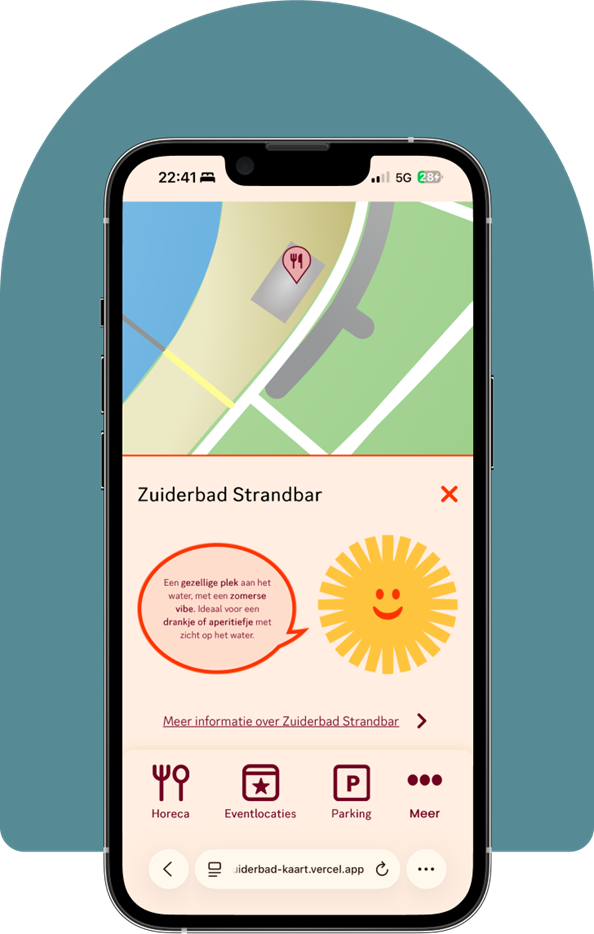 22:41
5G
28
Zuiderbad Strandbar
Een gezellige plek aan het
water, met een zomerse
vibe. Ideaal voor een
drankje of aperitiefje met
zicht op het water.
Meer informatie over Zuiderbad Strandbar
P
Horeca
Eventlocaties
Parking
Meer
uiderbad-kaart.vercel.app